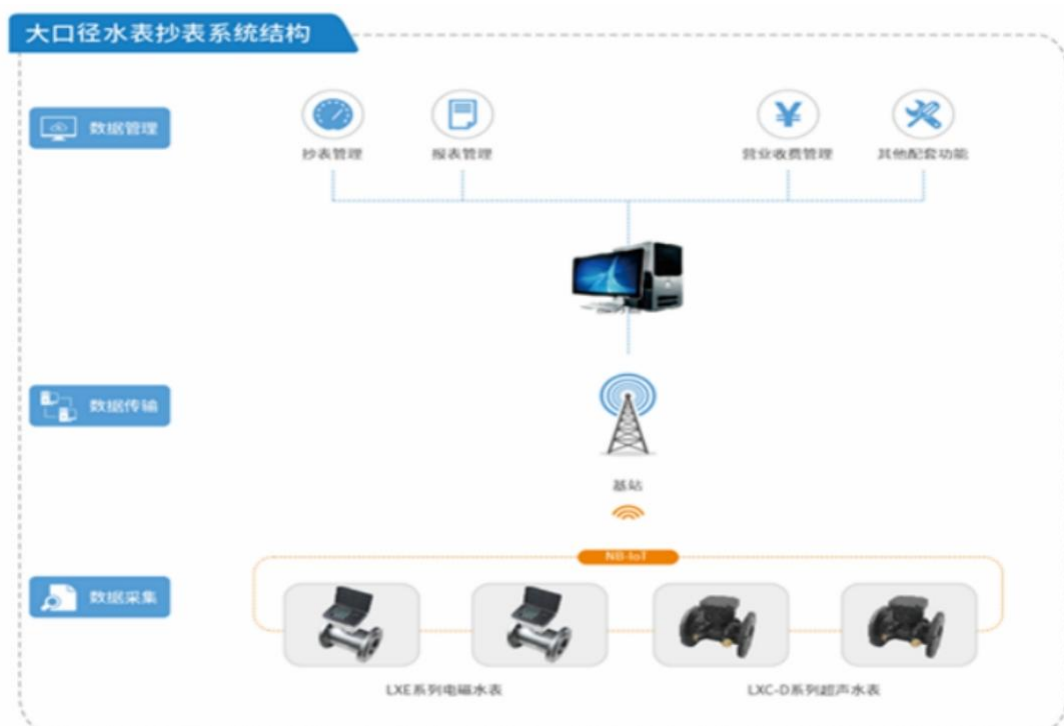 大口径水表抄表系统结构
数据管理
抄表管理
报表管理
¥
营业收费管理
其他配套功能
数据传输
基站
NB-IoT
数据采集
LXE系列电磁水表
LXC-D系列超声水表